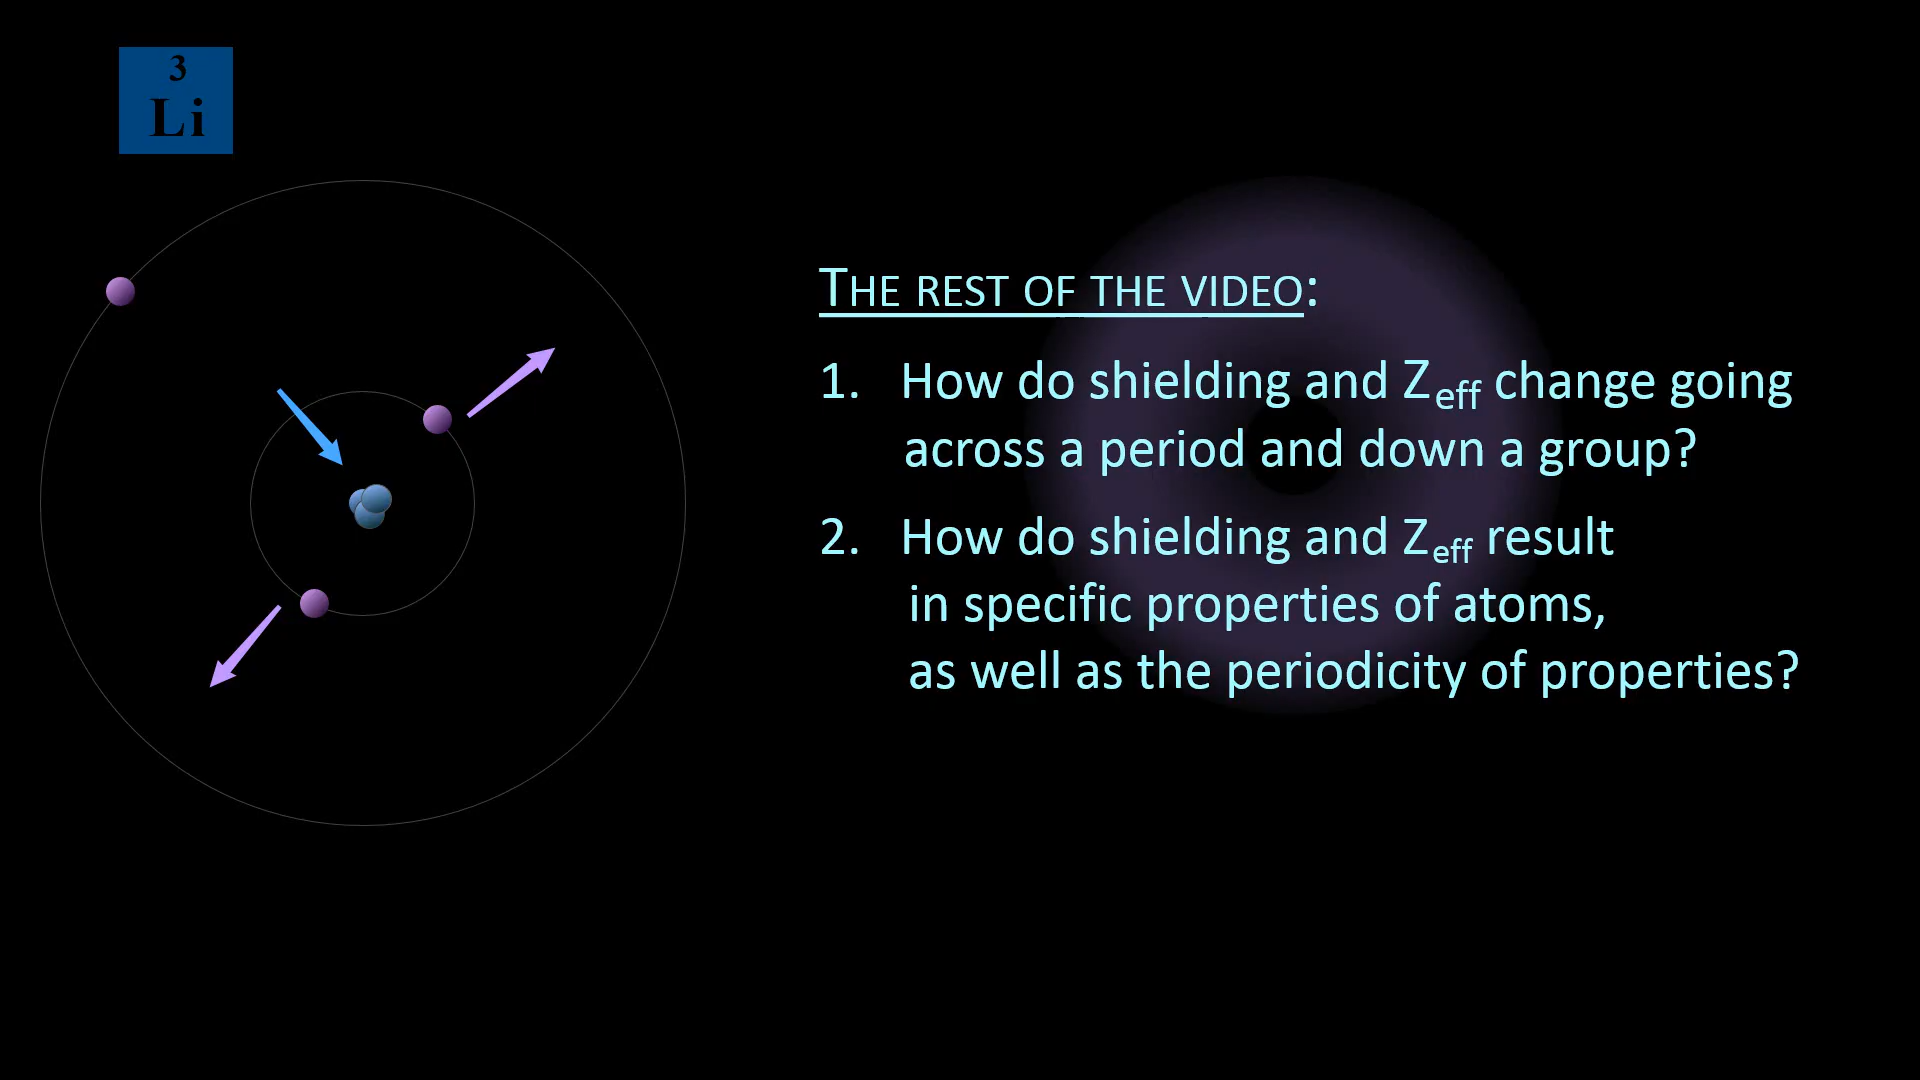 3
Li
THE REST OF THE VIDEO:
1. How do shielding and Zeff change going
across a period and down a group?
2. How do shielding and Zeff result
in specific properties of atoms,
as well as the periodicity of properties?